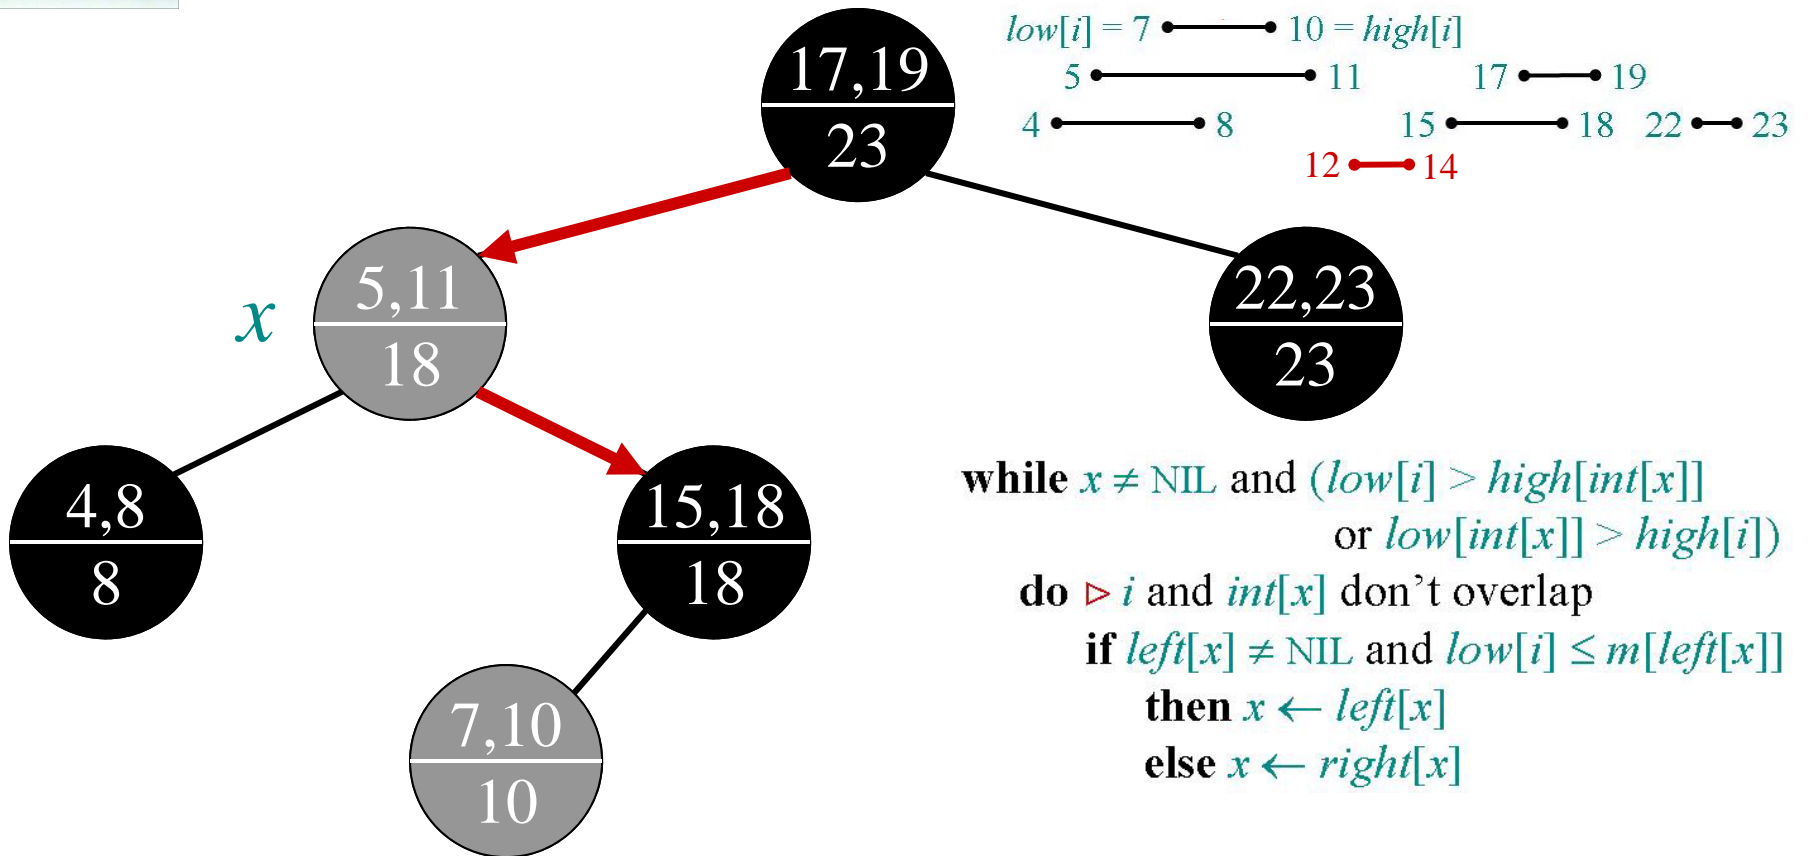 17,19
23
low[i] = 7 10 = high[i]
5 11 17 19
4 8 15 18 22 23
12 14
x
5,11
18
22,23
23
4,8
8
15,18
18
7,10
10
while x ≠ NIL and (low[i] > high[int[x]]
or low[int[x]] > high[i])
do ▷ i and int[x] don’t overlap
if left[x] ≠ NIL and low[i] ≤ m[left[x]]
then x ← left[x]
else x ← right[x]